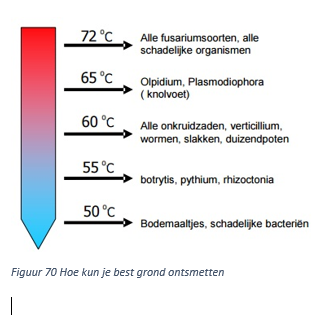 72 °C
Alle fusariumsoorten, alle
schadelijke organismen
65 °C
Olpidium, Plasmodiophora
( knolvoet)
60 °C
Alle onkruidzaden, verticillium,
wormen, slakken, duizendpoten
55 °C
botrytis, pythium, rhizoctonia
50 °C
Bodemaaltjes, schadelijke bacteriën
Figuur 70 Hoe kun je best grond ontsmetten